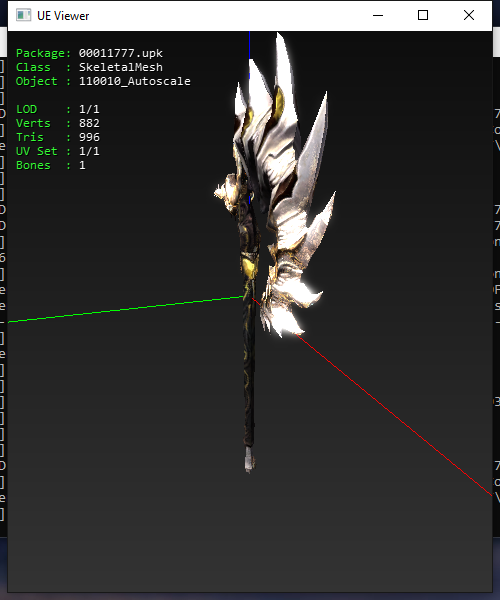 UE Viewer
Package: 00011777.upk
Class : SkeletalMesh
Object : 110010_Autoscale
LOD : 1/1
Verts : 882
Tris : 996
UV Set : 1/1
Bones : 1